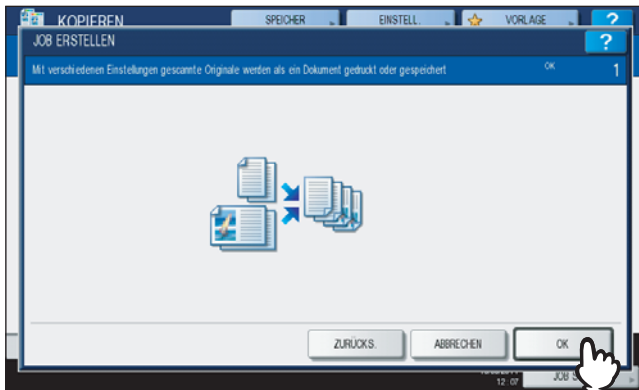 KOPIEREN SPEICHER EINSTELL. VORLAGE ?
JOB ERSTELLEN ?
Mit verschiedenen Einstellungen gescannte Originale werden als ein Dokument gedruckt oder gespeichert OK 1
ZURÜCKS. ABBRECHEN OK
12:07 JOB